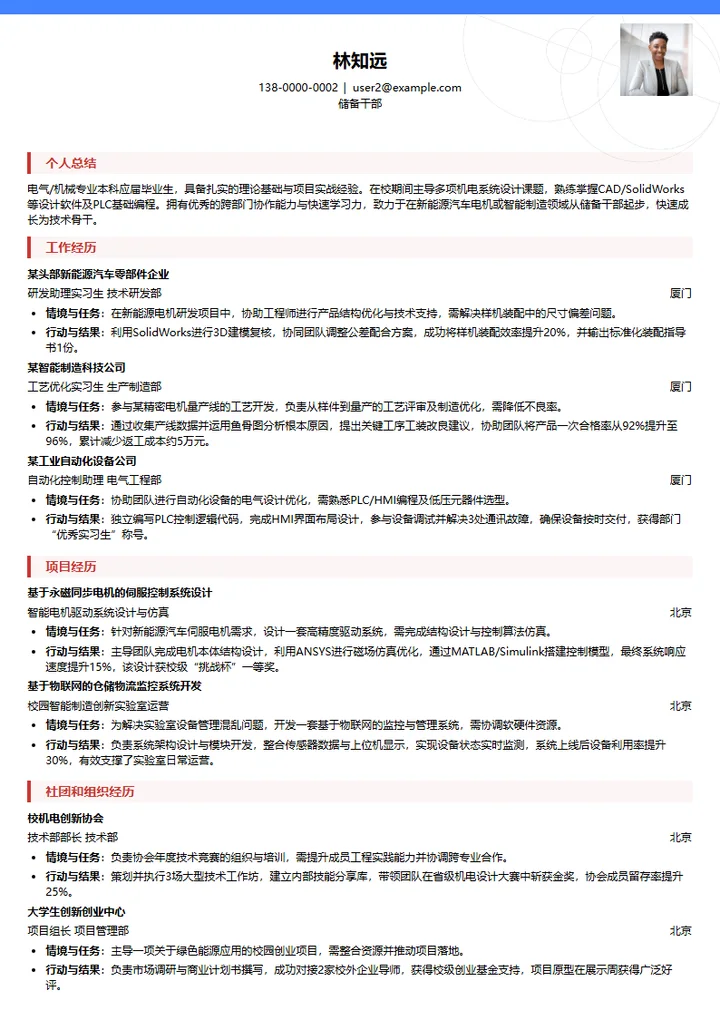 林知远
138-0000-0002 | user2@example.com
储备干部
个人总结
电气/机械专业本科应届毕业生，具备扎实的理论基础与项目实战经验。在校期间主导多项机电系统设计课题，熟练掌握CAD/SolidWorks
等设计软件及PLC基础编程。拥有优秀的跨部门协作能力与快速学习力，致力于在新能源汽车电机或智能制造领域从储备干部起步，快速成
长为技术骨干。
工作经历
某头部新能源汽车零部件企业
研发助理实习生 技术研发部 厦门
• 情境与任务：在新能源电机研发项目中，协助工程师进行产品结构优化与技术支持，需解决样机装配中的尺寸偏差问题。
• 行动与结果：利用SolidWorks进行3D建模复核，协同团队调整公差配合方案，成功将样机装配效率提升20%，并输出标准化装配指导
书1份。
某智能制造科技公司
工艺优化实习生 生产制造部 厦门
• 情境与任务：参与某精密电机量产线的工艺开发，负责从样件到量产的工艺评审及制造优化，需降低不良率。
• 行动与结果：通过收集产线数据并运用鱼骨图分析根本原因，提出关键工序工装改良建议，协助团队将产品一次合格率从92%提升至
96%，累计减少返工成本约5万元。
某工业自动化设备公司
自动化控制助理 电气工程部 厦门
• 情境与任务：协助团队进行自动化设备的电气设计优化，需熟悉PLC/HMI编程及低压元器件选型。
• 行动与结果：独立编写PLC控制逻辑代码，完成HMI界面布局设计，参与设备调试并解决3处通讯故障，确保设备按时交付，获得部门
“优秀实习生”称号。
项目经历
基于永磁同步电机的伺服控制系统设计
智能电机驱动系统设计与仿真 北京
• 情境与任务：针对新能源汽车伺服电机需求，设计一套高精度驱动系统，需完成结构设计与控制算法仿真。
• 行动与结果：主导团队完成电机本体结构设计，利用ANSYS进行磁场仿真优化，通过MATLAB/Simulink搭建控制模型，最终系统响应
速度提升15%，该设计获校级“挑战杯”一等奖。
基于物联网的仓储物流监控系统开发
校园智能制造创新实验室运营 北京
• 情境与任务：为解决实验室设备管理混乱问题，开发一套基于物联网的监控与管理系统，需协调软硬件资源。
• 行动与结果：负责系统架构设计与模块开发，整合传感器数据与上位机显示，实现设备状态实时监测，系统上线后设备利用率提升
30%，有效支撑了实验室日常运营。
社团和组织经历
校机电创新协会
技术部部长 技术部 北京
• 情境与任务：负责协会年度技术竞赛的组织与培训，需提升成员工程实践能力并协调跨专业合作。
• 行动与结果：策划并执行3场大型技术工作坊，建立内部技能分享库，带领团队在省级机电设计大赛中斩获金奖，协会成员留存率提升
25%。
大学生创新创业中心
项目组长 项目管理部 北京
• 情境与任务：主导一项关于绿色能源应用的校园创业项目，需整合资源并推动项目落地。
• 行动与结果：负责市场调研与商业计划书撰写，成功对接2家校外企业导师，获得校级创业基金支持，项目原型在展示周获得广泛好
评。